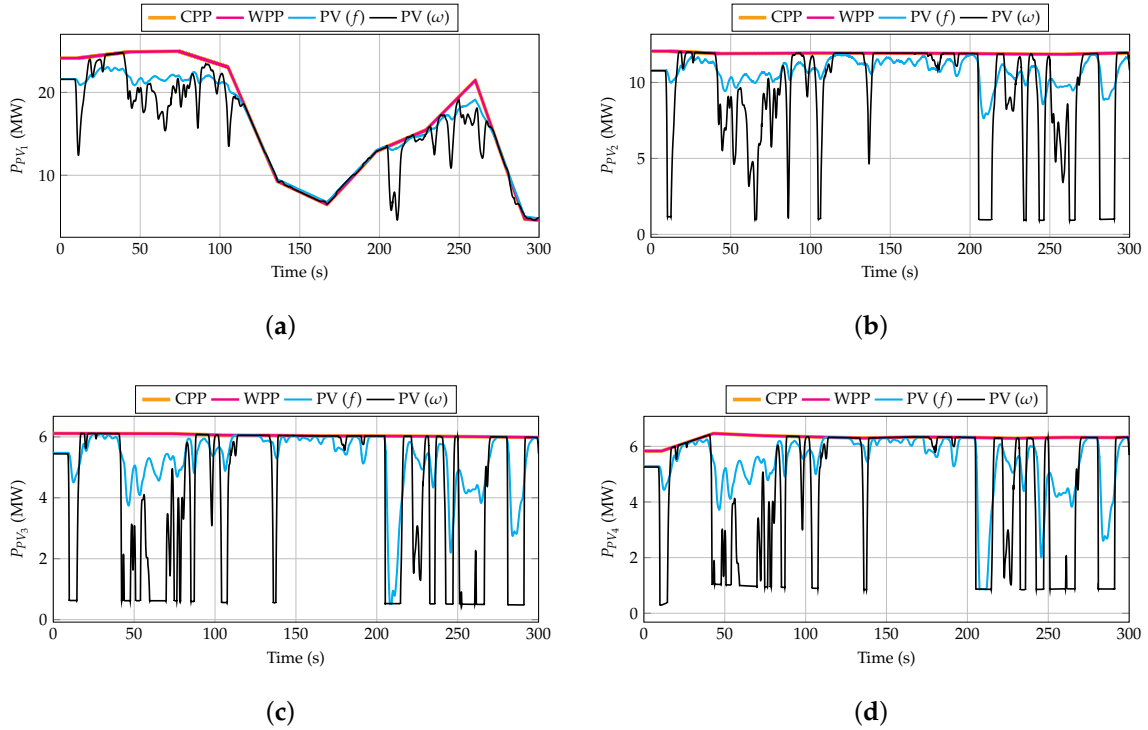 CPP WPP PV (f) PV (ω)
P_{PV_1} (MW)
20
10
0 50 100 150 200 250 300
Time (s)
(a)
CPP WPP PV (f) PV (ω)
P_{PV_2} (MW)
10
5
0
0 50 100 150 200 250 300
Time (s)
(b)
CPP WPP PV (f) PV (ω)
P_{PV_3} (MW)
6
4
2
0
0 50 100 150 200 250 300
Time (s)
(c)
CPP WPP PV (f) PV (ω)
P_{PV_4} (MW)
6
4
2
0
0 50 100 150 200 250 300
Time (s)
(d)